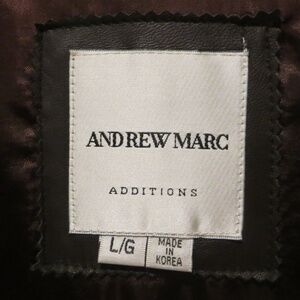 ANDREW MARC
ADDITIONS
L/G
MADE
IN
KOREA